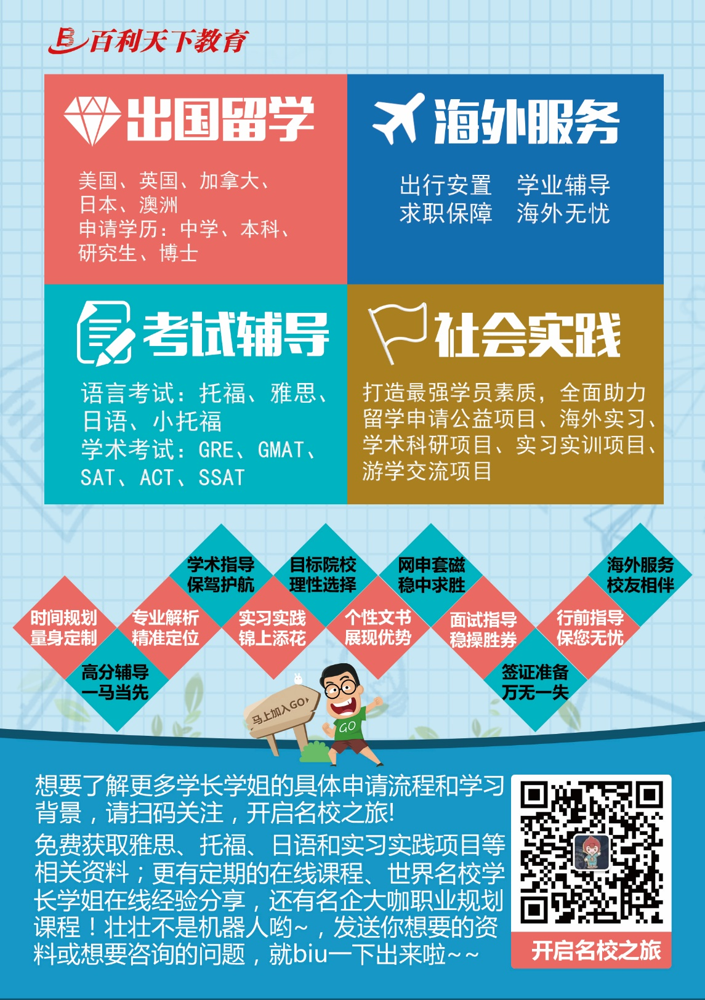 百利天下教育
出国留学
美国、英国、加拿大、
日本、澳洲
申请学历：中学、本科、
研究生、博士
海外服务
出行安置 学业辅导
求职保障 海外无忧
考试辅导
语言考试：托福、雅思、
日语、小托福
学术考试：GRE、GMAT、
SAT、ACT、SSAT
社会实践
打造最强学员素质，全面助力
留学申请公益项目、海外实习、
学术科研项目、实习实训项目、
游学交流项目
时间规划
量身定制
高分辅导
一马当先
专业解析
精准定位
学术指导
保驾护航
实习实践
锦上添花
目标院校
理性选择
个性文书
展现优势
网申套磁
稳中求胜
面试指导
稳操胜券
签证准备
万无一失
行前指导
保您无忧
海外服务
校友相伴
马上加入GO
GO
想要了解更多学长学姐的具体申请流程和学习
背景，请扫码关注，开启名校之旅!
免费获取雅思、托福、日语和实习实践项目等
相关资料；更有定期的在线课程、世界名校学
长学姐在线经验分享，还有名企大咖职业规划
课程！壮壮不是机器人哟~，发送你想要的资
料或想要咨询的问题，就biu一下出来啦~~
开启名校之旅